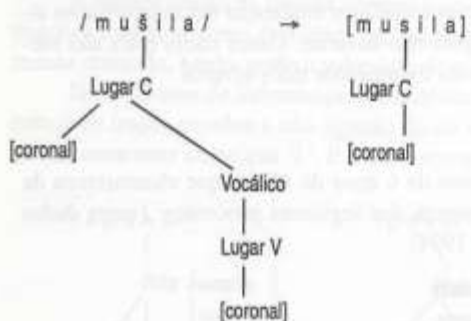 / m u š i l a / → [ m u s i l a ]
Lugar C Lugar C
[coronal] [coronal]
Vocálico
Lugar V
[coronal]